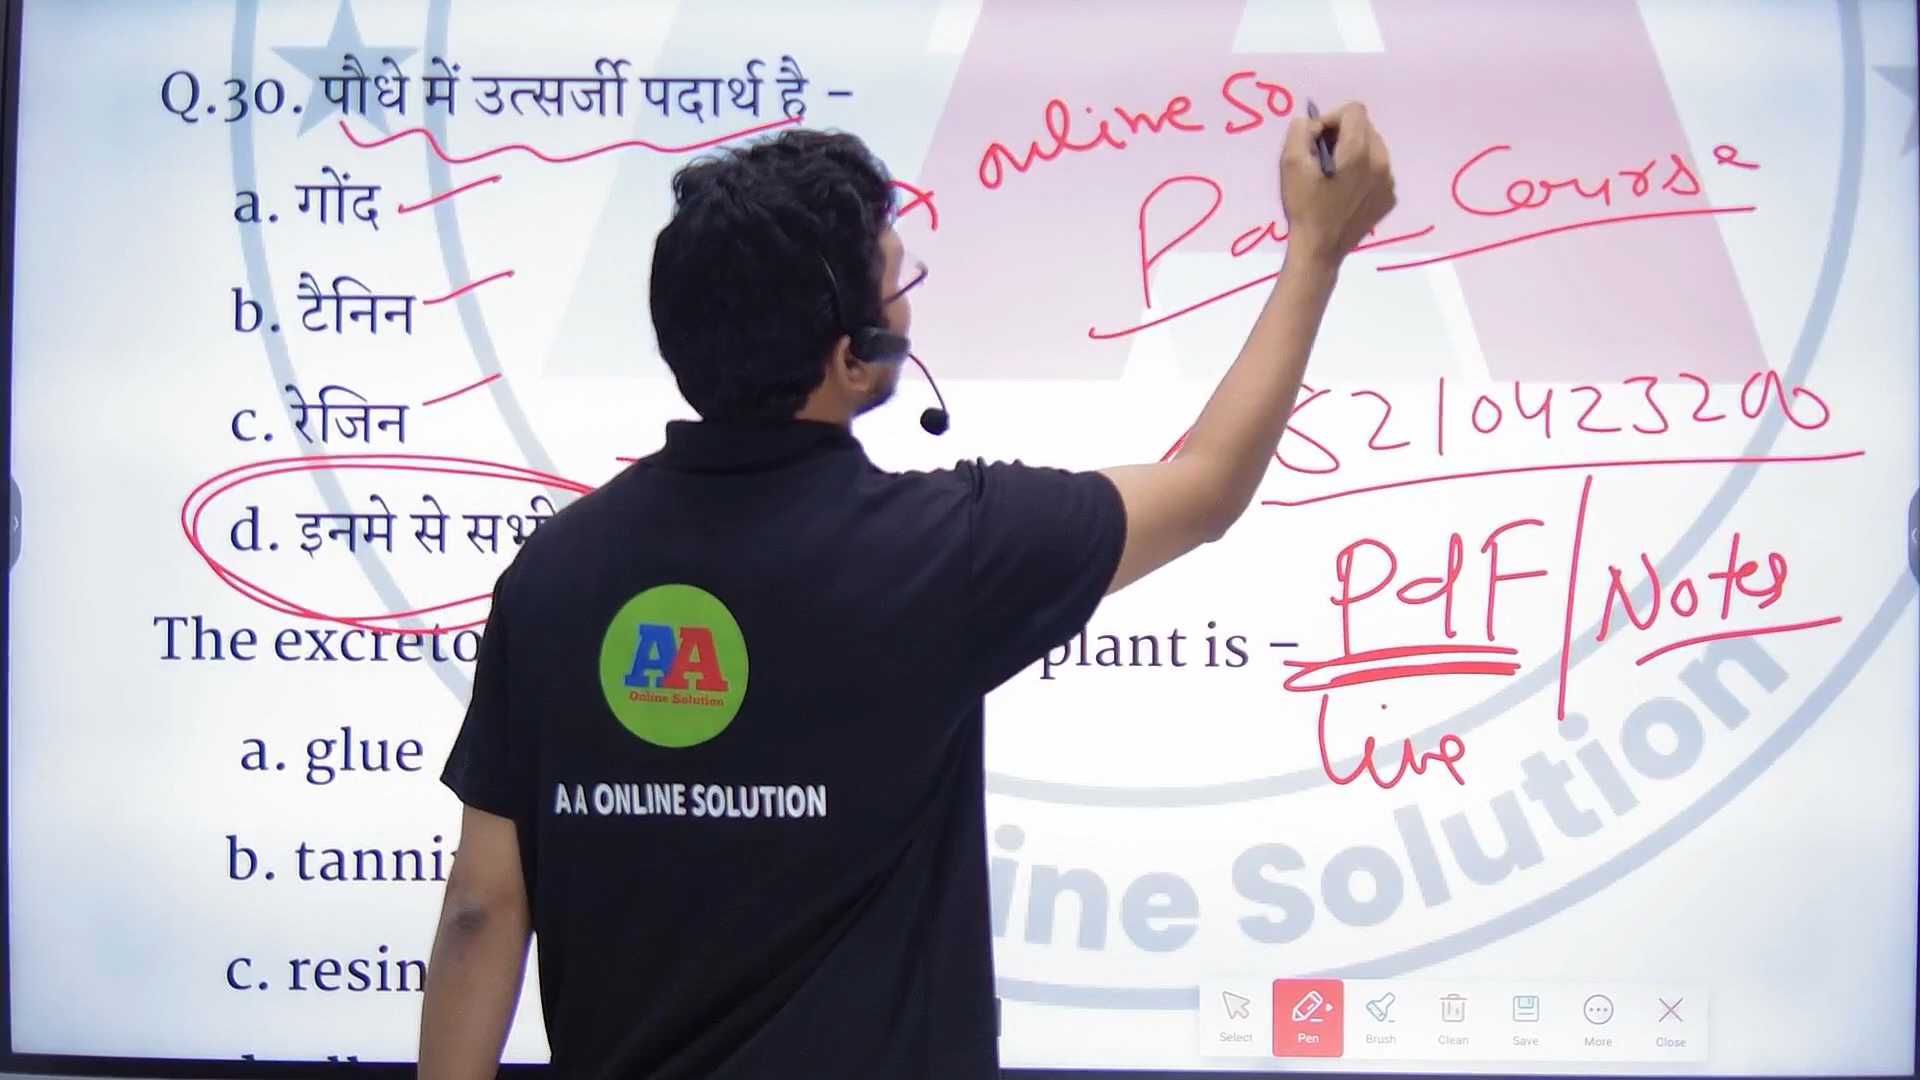 Q.30. पौधे में उत्सर्जी पदार्थ है –
a. गोंद
b. टैनिन
c. रेजिन
d. इनमे से सभी
The excreto plant is –
a. glue
b. tanni
c. resin
online So
Course
8210423200
PdF / Notes
live
AA
Online Solution
A A ONLINE SOLUTION
ine Solution
Select
Pen
Brush
Clean
Save
More
Close